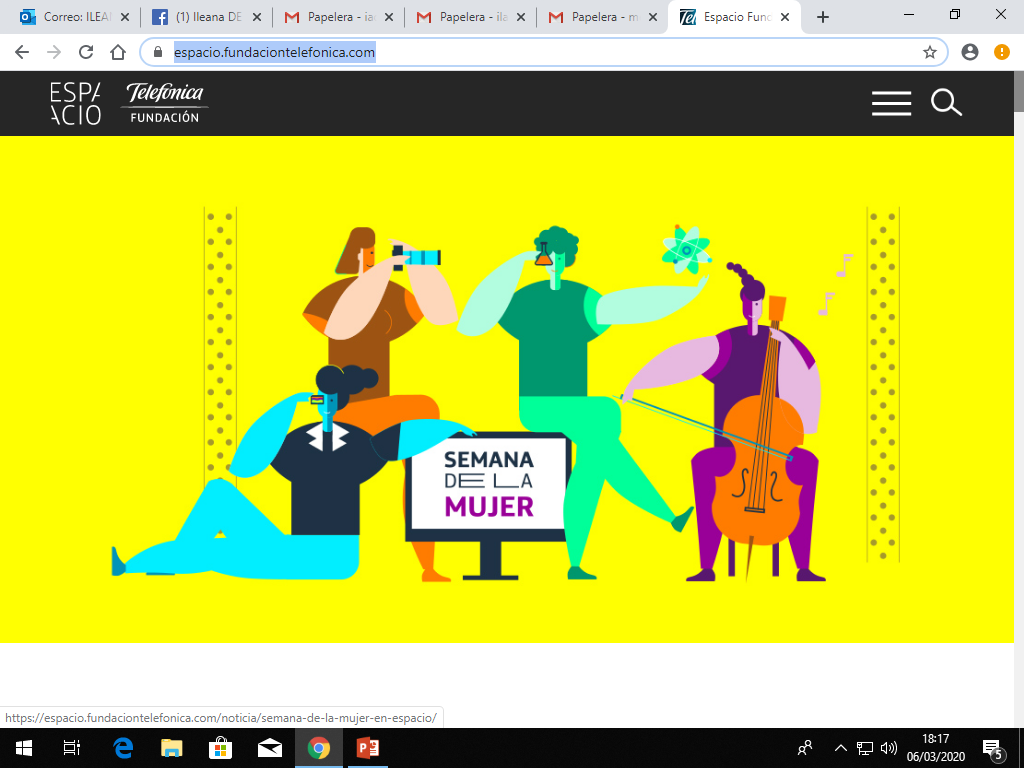 Correo: ILEA
(1) Ileana DE
Papelera - ia
Papelera - ila
Papelera - m
Espacio Fund
espacio.fundaciontelefonica.com
ESPA
ACIO
Telefónica
FUNDACIÓN
SEMANA
DE LA
MUJER
https://espacio.fundaciontelefonica.com/noticia/semana-de-la-mujer-en-espacio/
18:17
06/03/2020
5